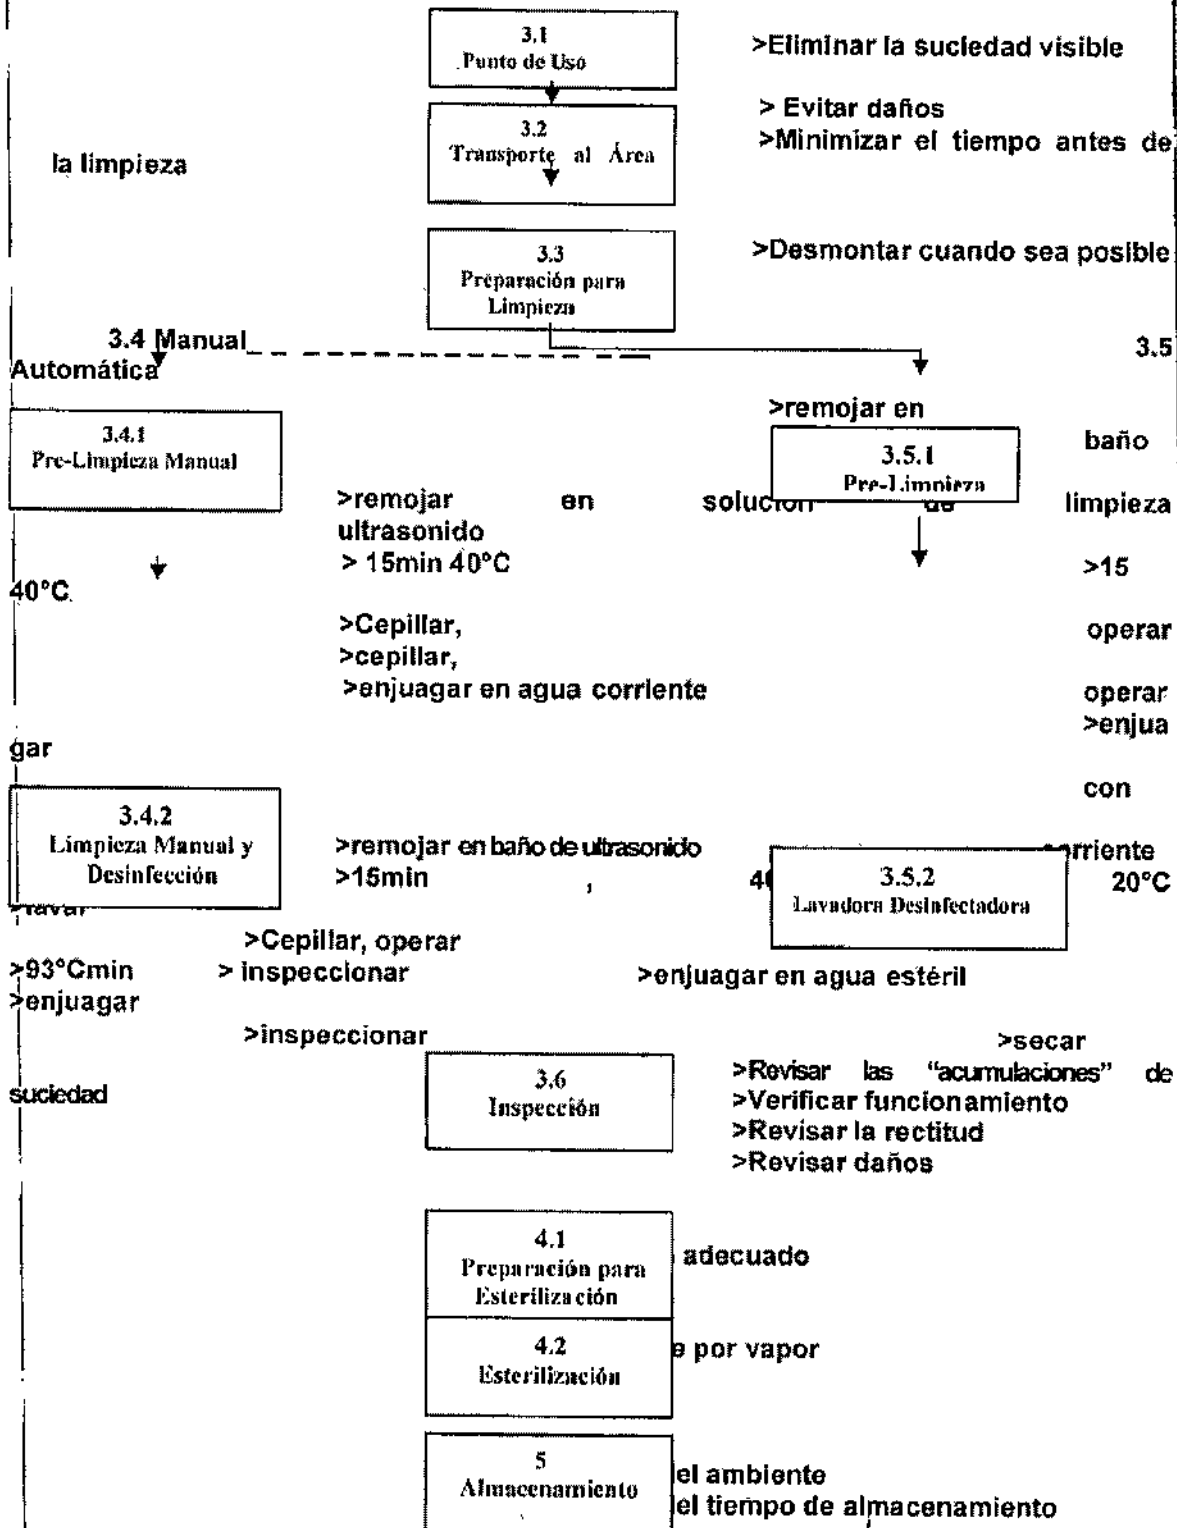 3.1
Punto de Uso
>Eliminar la suciedad visible
> Evitar daños
3.2
Transporte al Área
>Minimizar el tiempo antes de
la limpieza
3.3
Preparación para
Limpieza
>Desmontar cuando sea posible
3.4 Manual
3.5
Automática
>remojar en
3.4.1
Pre-Limpieza Manual
baño
3.5.1
Pre-Limpieza
>remojar en solución de limpieza
ultrasonido
> 15min 40°C
>15
40°C
>Cepillar,
operar
>cepillar,
>enjuagar en agua corriente
operar
>enjua
gar
con
3.4.2
Limpieza Manual y
Desinfección
>remojar en baño de ultrasonido
corriente
>15min , 20°C
3.5.2
Lavadora Desinfectadora
>lavar
>Cepillar, operar
>93°Cmin > inspeccionar >enjuagar en agua estéril
>enjuagar
>inspeccionar
>secar
3.6
Inspección
>Revisar las "acumulaciones" de
suciedad
>Verificar funcionamiento
>Revisar la rectitud
>Revisar daños
4.1
Preparación para
Esterilización
adecuado
4.2
Esterilización
e por vapor
5
Almacenamiento
el ambiente
el tiempo de almacenamiento